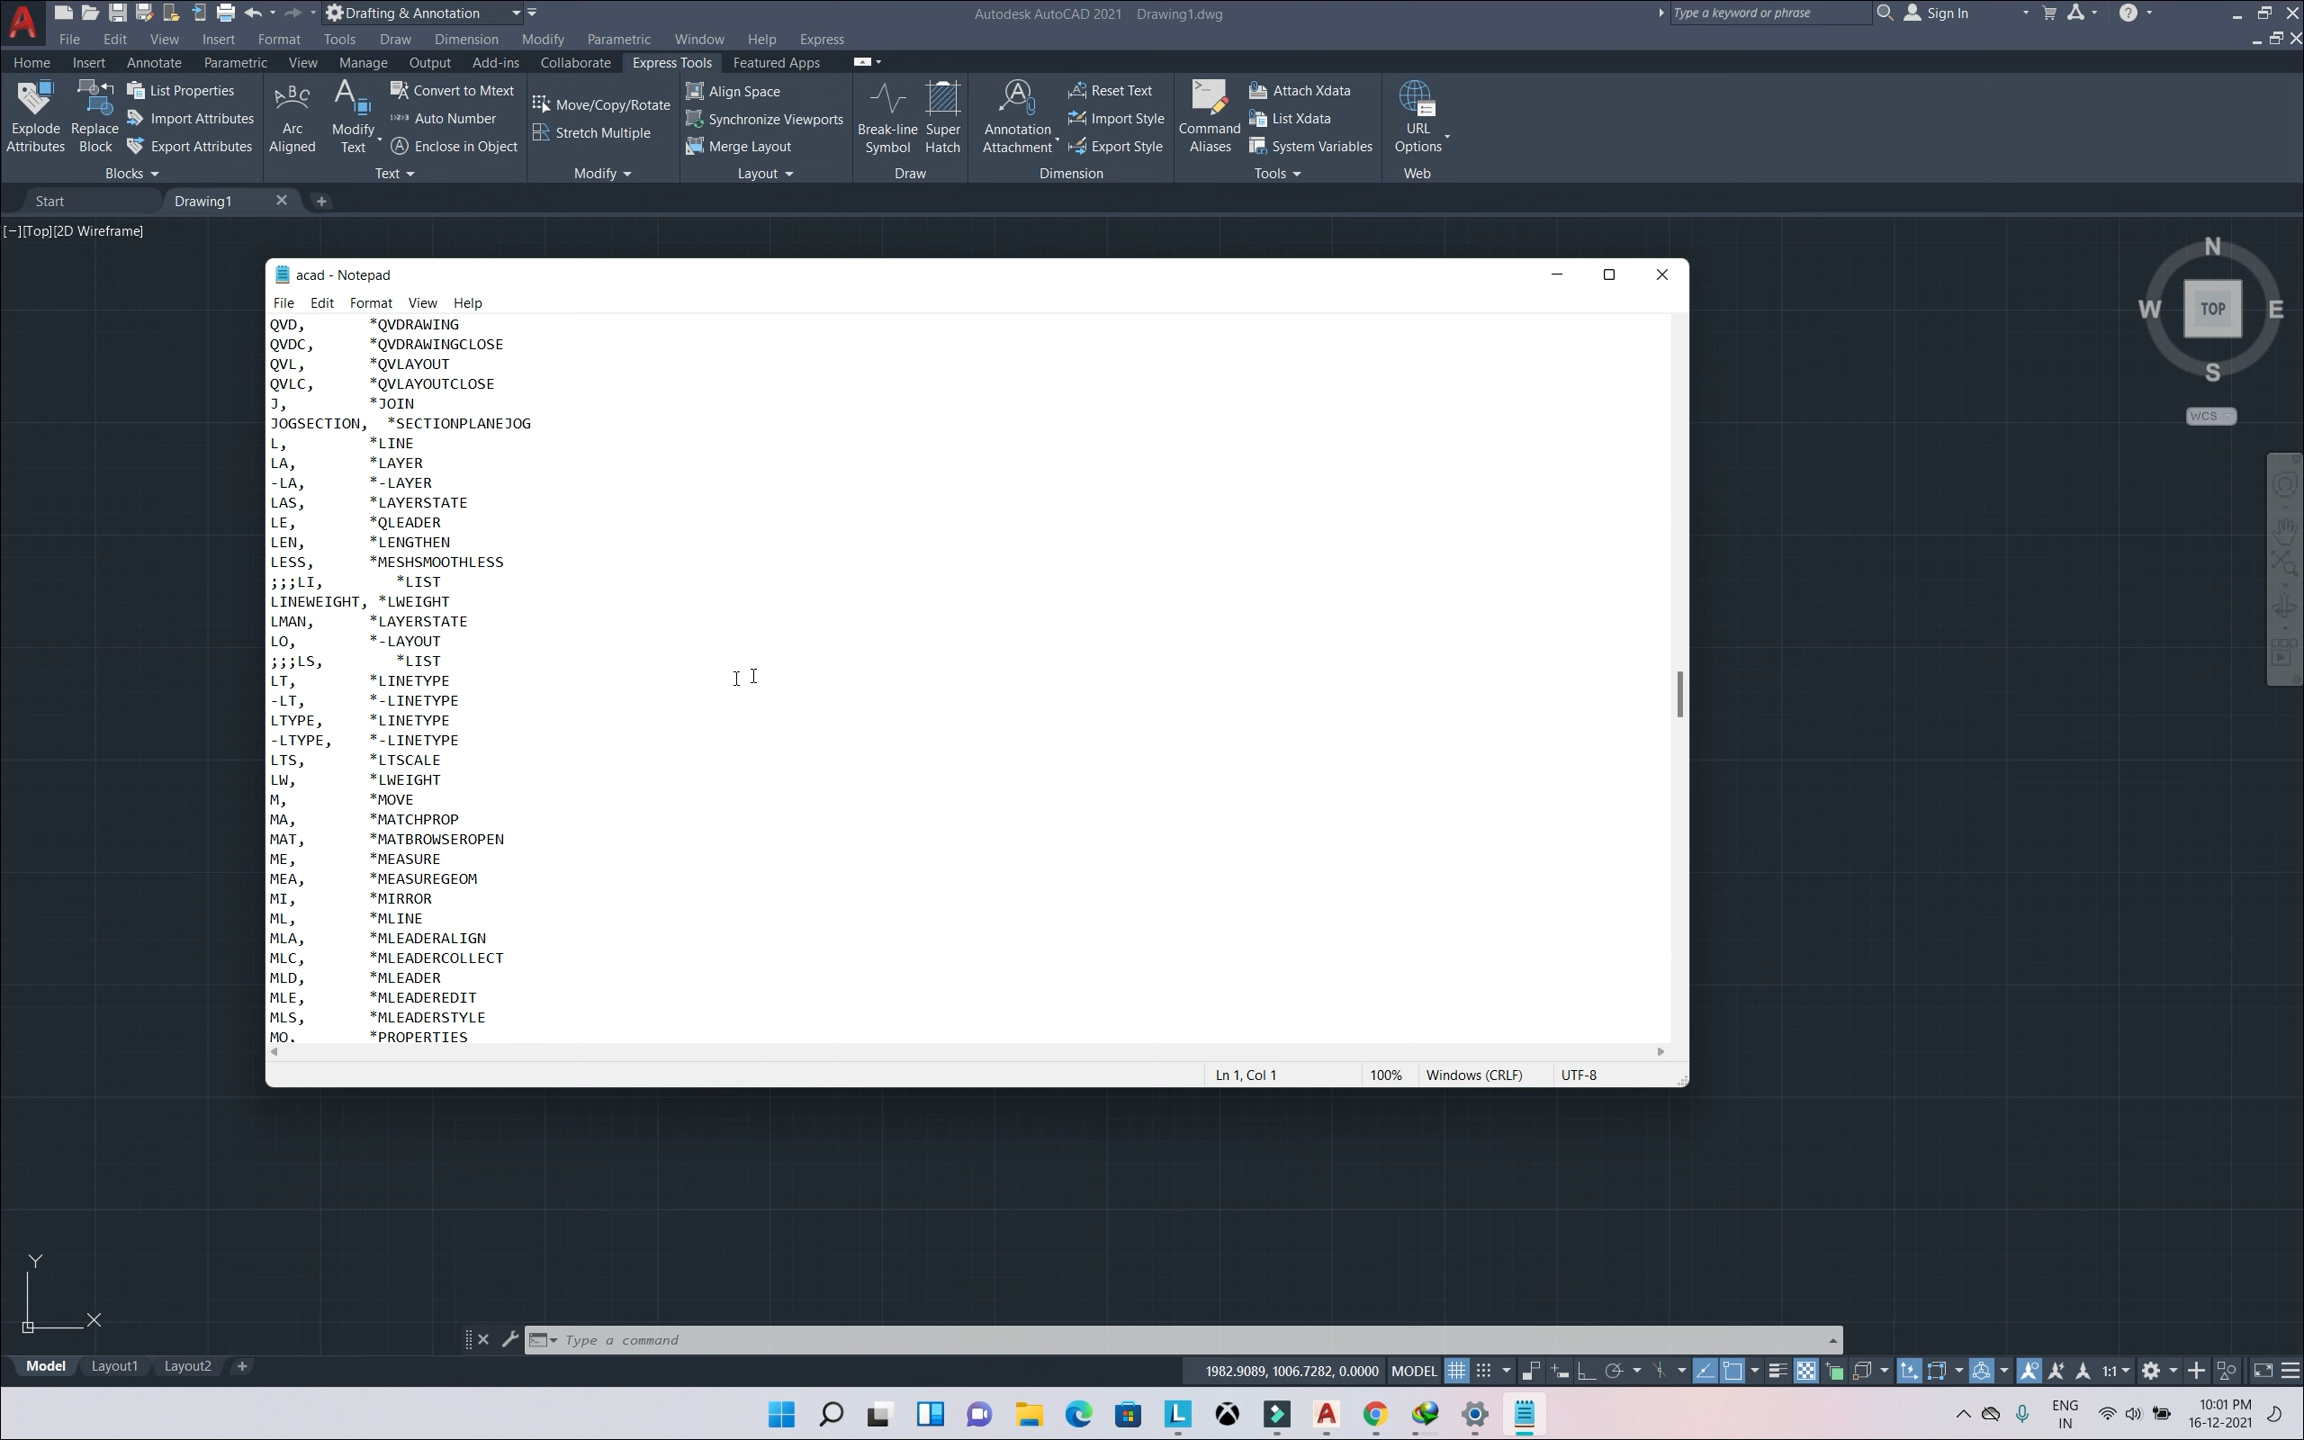 Drafting & Annotation
Autodesk AutoCAD 2021 Drawing1.dwg
Type a keyword or phrase
Sign In
File Edit View Insert Format Tools Draw Dimension Modify Parametric Window Help Express
Home Insert Annotate Parametric View Manage Output Add-ins Collaborate Express Tools Featured Apps
Explode Attributes
Replace Block
List Properties
Import Attributes
Export Attributes
Blocks
ABC
Arc Aligned
Modify Text
Convert to Mtext
Auto Number
Enclose in Object
Text
Move/Copy/Rotate
Stretch Multiple
Modify
Align Space
Synchronize Viewports
Merge Layout
Layout
Break-line Symbol
Super Hatch
Draw
Annotation Attachment
Reset Text
Import Style
Export Style
Dimension
Command Aliases
Attach Xdata
List Xdata
System Variables
Tools
URL Options
Web
Start Drawing1
[−][Top][2D Wireframe]
N
W TOP E
S
WCS
acad - Notepad
File Edit Format View Help
QVD, *QVDRAWING
QVDC, *QVDRAWINGCLOSE
QVL, *QVLAYOUT
QVLC, *QVLAYOUTCLOSE
J, *JOIN
JOGSECTION, *SECTIONPLANEJOG
L, *LINE
LA, *LAYER
-LA, *-LAYER
LAS, *LAYERSTATE
LE, *QLEADER
LEN, *LENGTHEN
LESS, *MESHSMOOTHLESS
;;;LI, *LIST
LINEWEIGHT, *LWEIGHT
LMAN, *LAYERSTATE
LO, *-LAYOUT
;;;LS, *LIST
LT, *LINETYPE
-LT, *-LINETYPE
LTYPE, *LINETYPE
-LTYPE, *-LINETYPE
LTS, *LTSCALE
LW, *LWEIGHT
M, *MOVE
MA, *MATCHPROP
MAT, *MATBROWSEROPEN
ME, *MEASURE
MEA, *MEASUREGEOM
MI, *MIRROR
ML, *MLINE
MLA, *MLEADERALIGN
MLC, *MLEADERCOLLECT
MLD, *MLEADER
MLE, *MLEADEREDIT
MLS, *MLEADERSTYLE
MO, *PROPERTIES
Ln 1, Col 1 100% Windows (CRLF) UTF-8
Y
X
Type a command
Model Layout1 Layout2
1982.9089, 1006.7282, 0.0000 MODEL 1:1
ENG
IN
10:01 PM
16-12-2021